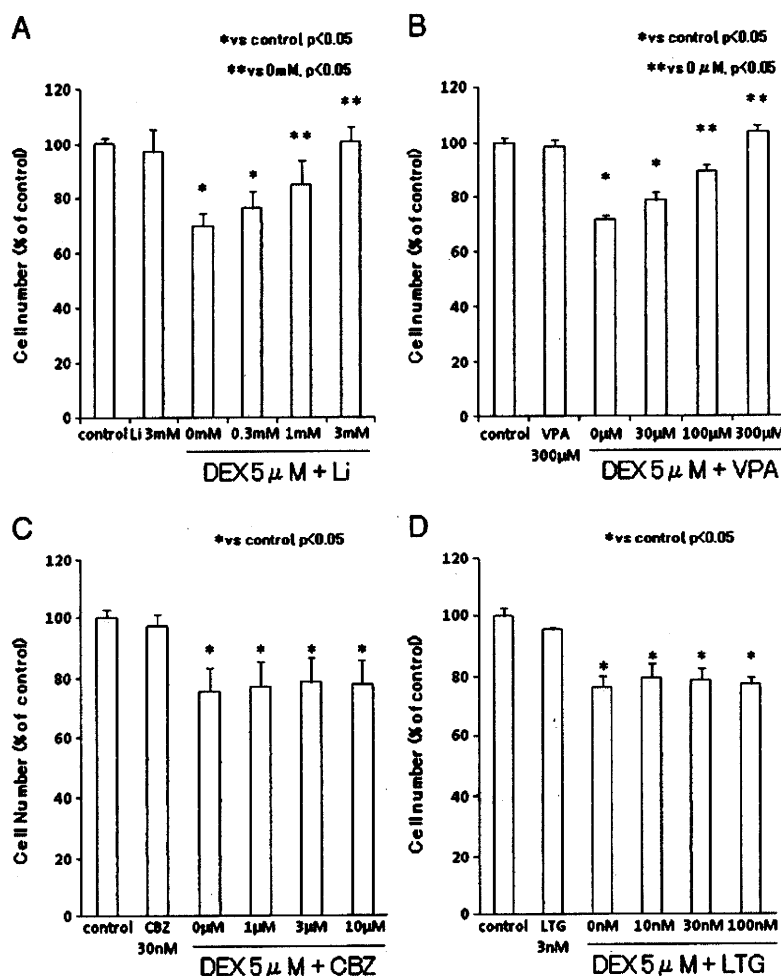 A
*vs control p<0.05
**vs 0mM, p<0.05
Cell number (% of control)
120
100
80
60
40
20
0
*
*
**
**
control Li 3mM 0mM 0.3mM 1mM 3mM
DEX 5 μM + Li
B
*vs control p<0.05
**vs 0 μM, p<0.05
Cell number (% of control)
120
100
80
60
40
20
0
*
*
**
**
control VPA 0μM 30μM 100μM 300μM
300μM
DEX 5 μM + VPA
C
*vs control p<0.05
Cell Number (% of control)
120
100
80
60
40
20
0
*
*
*
*
control CBZ 0μM 1μM 3μM 10μM
30nM
DEX 5 μM + CBZ
D
*vs control p<0.05
Cell number (% of control)
120
100
80
60
40
20
0
*
*
*
*
control LTG 0nM 10nM 30nM 100nM
3nM
DEX 5 μM + LTG